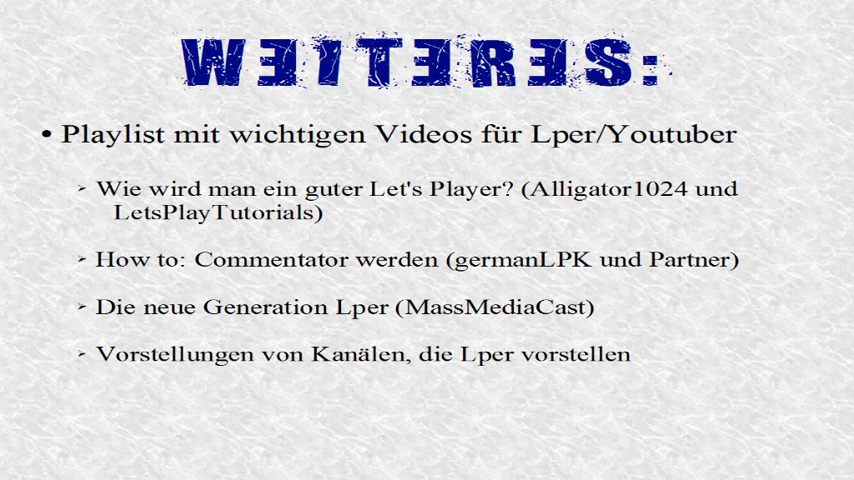 WEITERES:
• Playlist mit wichtigen Videos für Lper/Youtuber
➢ Wie wird man ein guter Let's Player? (Alligator1024 und
LetsPlayTutorials)
➢ How to: Commentator werden (germanLPK und Partner)
➢ Die neue Generation Lper (MassMediaCast)
➢ Vorstellungen von Kanälen, die Lper vorstellen